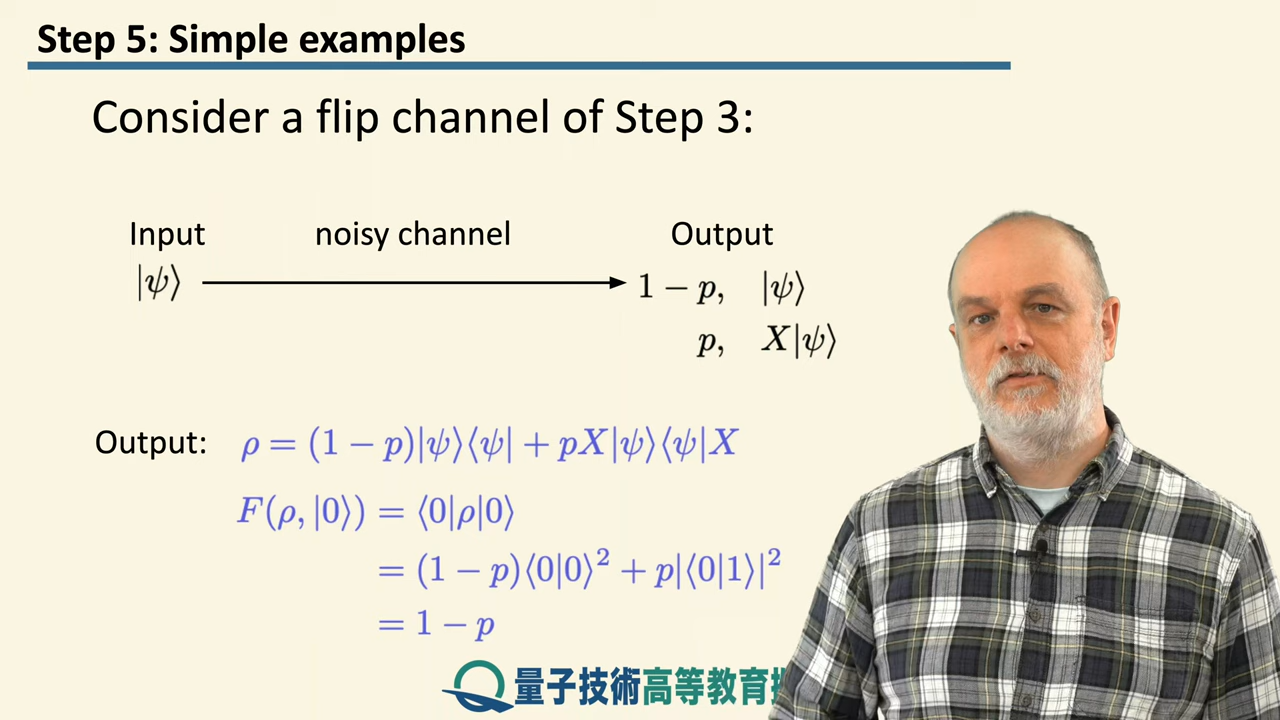 Step 5: Simple examples
Consider a flip channel of Step 3:
Input noisy channel Output
|ψ⟩ 1 − p, |ψ⟩
p, X|ψ⟩
Output: ρ = (1 − p)|ψ⟩⟨ψ| + pX|ψ⟩⟨ψ|X
F(ρ, |0⟩) = ⟨0|ρ|0⟩
= (1 − p)⟨0|0⟩² + p|⟨0|1⟩|²
= 1 − p
量子技術高等教育